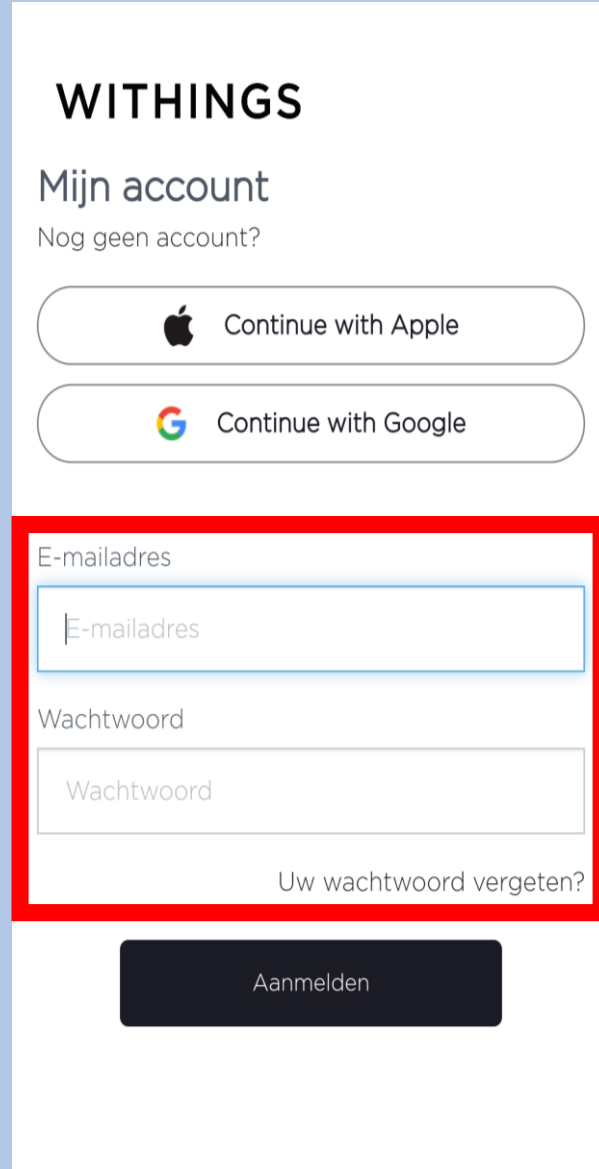 WITHINGS
Mijn account
Nog geen account?
Continue with Apple
Continue with Google
E-mailadres
E-mailadres
Wachtwoord
Wachtwoord
Uw wachtwoord vergeten?
Aanmelden